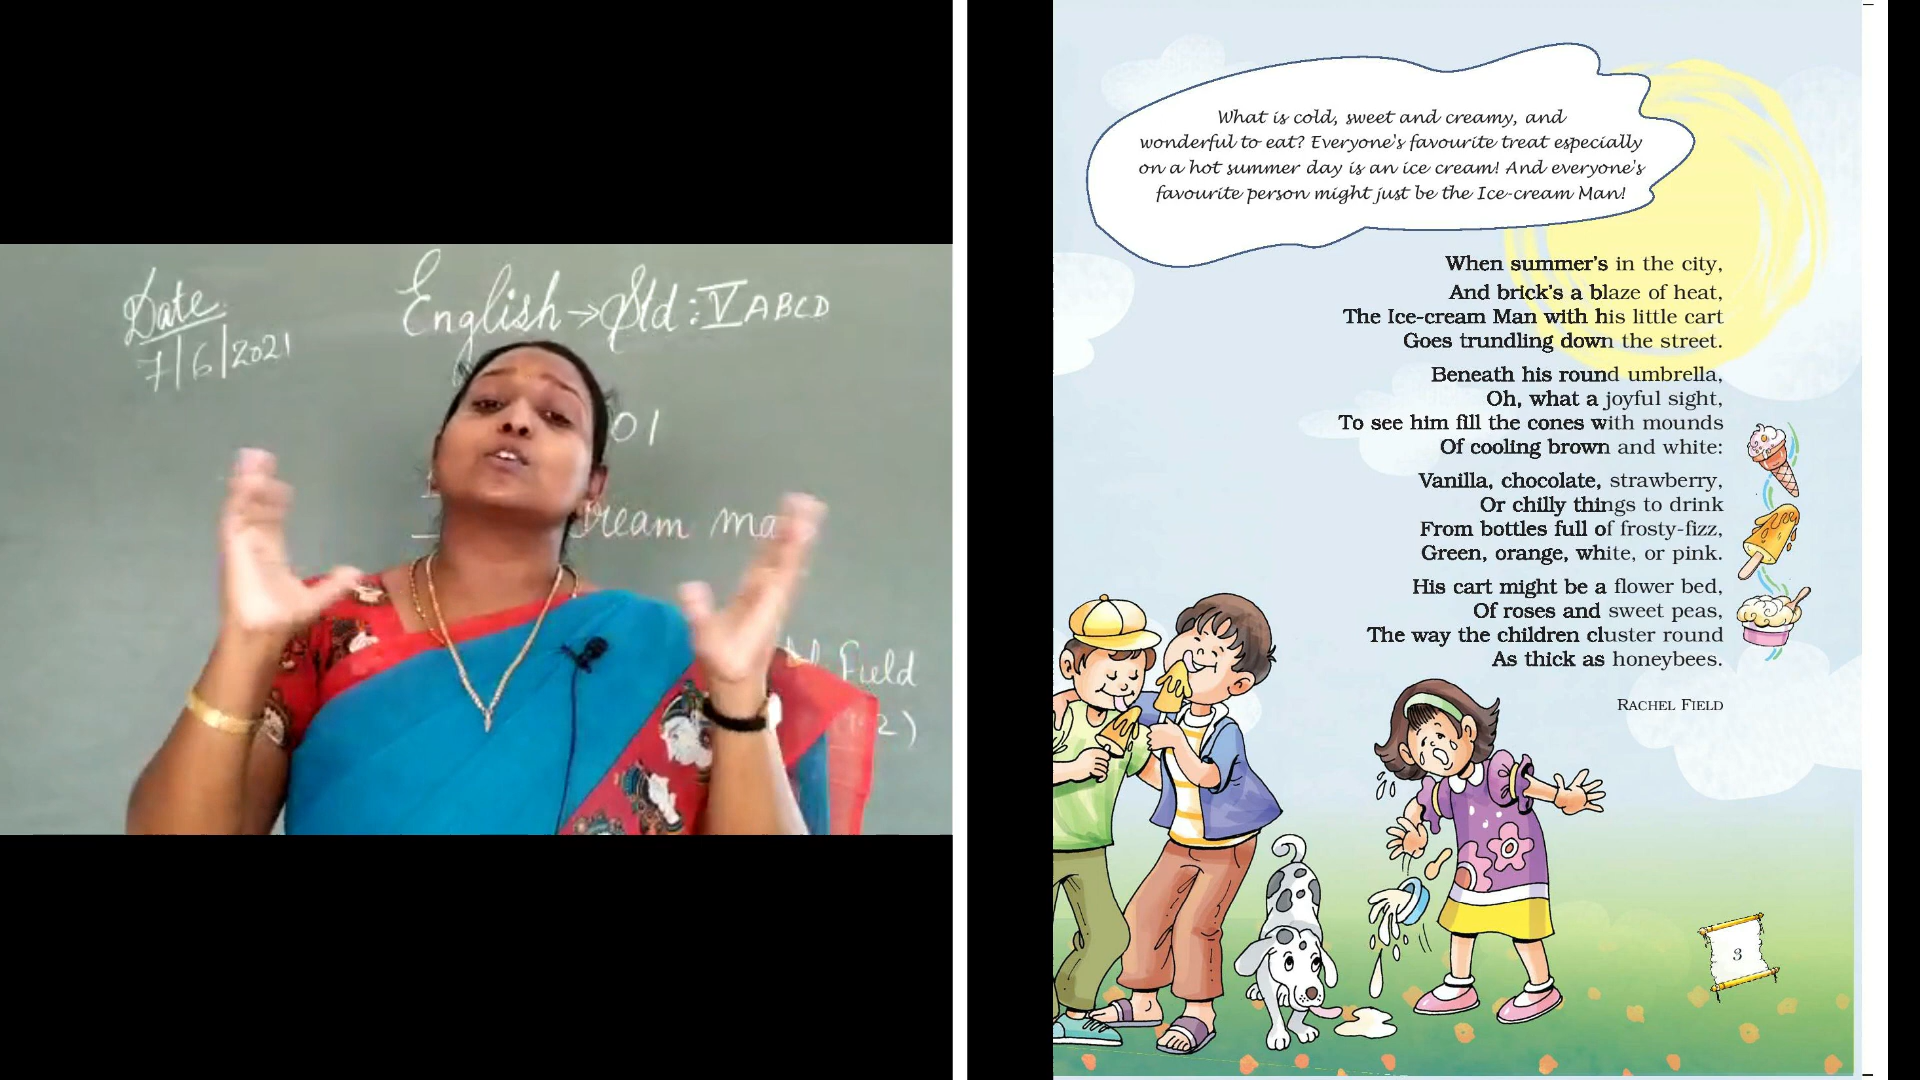 Date
7/6/2021
English → Std : V ABCD
01
Cream ma
Field
2)
What is cold, sweet and creamy, and
wonderful to eat? Everyone's favourite treat especially
on a hot summer day is an ice cream! And everyone's
favourite person might just be the Ice-cream Man!
When summer's in the city,
And brick's a blaze of heat,
The Ice-cream Man with his little cart
Goes trundling down the street.
Beneath his round umbrella,
Oh, what a joyful sight,
To see him fill the cones with mounds
Of cooling brown and white:
Vanilla, chocolate, strawberry,
Or chilly things to drink
From bottles full of frosty-fizz,
Green, orange, white, or pink.
His cart might be a flower bed,
Of roses and sweet peas,
The way the children cluster round
As thick as honeybees.
RACHEL FIELD
3